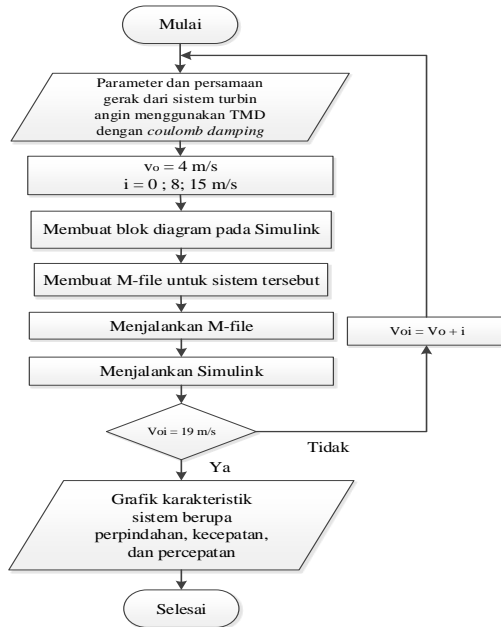 Mulai
Parameter dan persamaan
gerak dari sistem turbin
angin menggunakan TMD
dengan coulomb damping
vo = 4 m/s
i = 0 ; 8; 15 m/s
Membuat blok diagram pada Simulink
Membuat M-file untuk sistem tersebut
Menjalankan M-file
Menjalankan Simulink
Voi = Vo + i
Voi = 19 m/s
Tidak
Ya
Grafik karakteristik
sistem berupa
perpindahan, kecepatan,
dan percepatan
Selesai